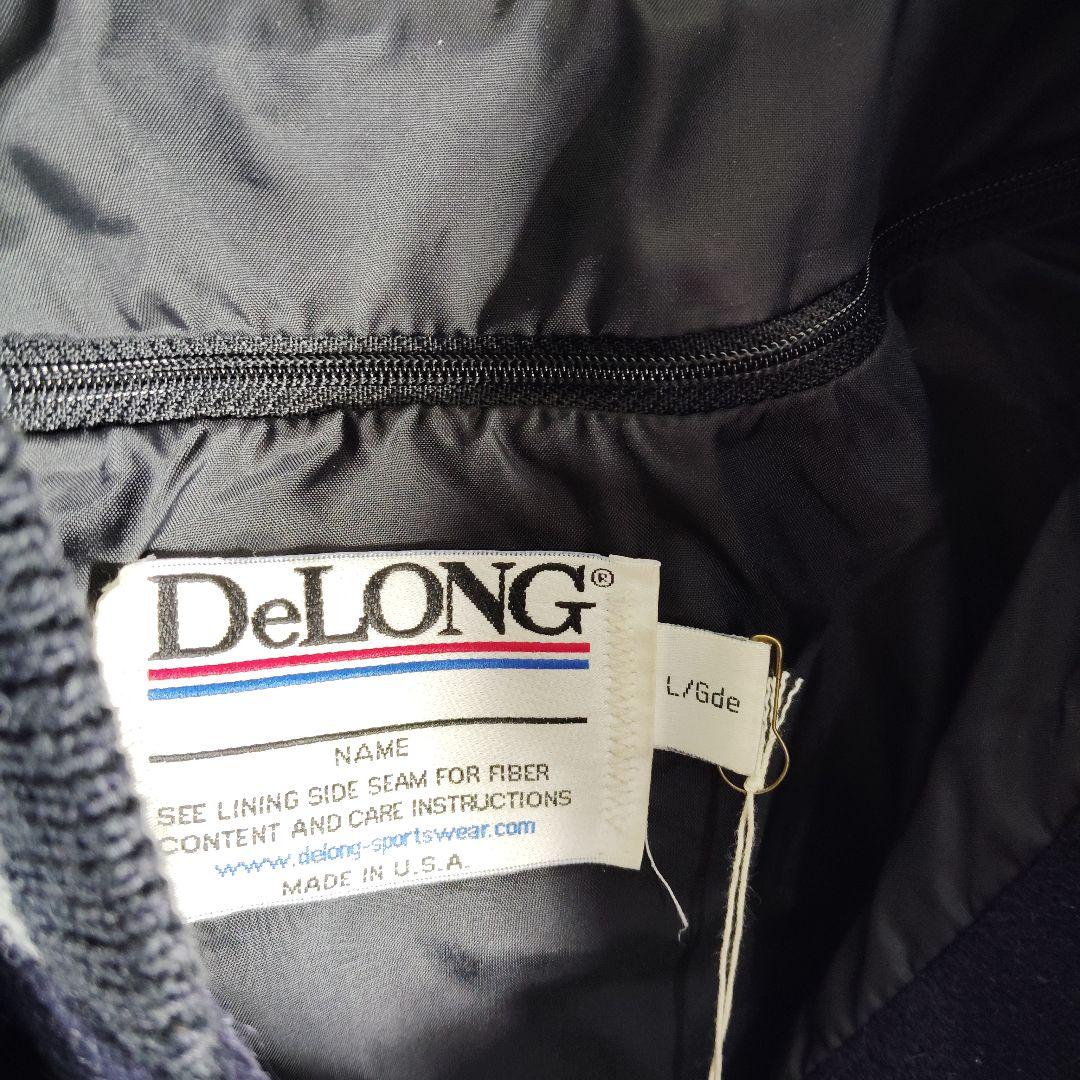 DeLONG®
L/Gde
NAME
SEE LINING SIDE SEAM FOR FIBER
CONTENT AND CARE INSTRUCTIONS
www.delong-sportswear.com
MADE IN U.S.A.